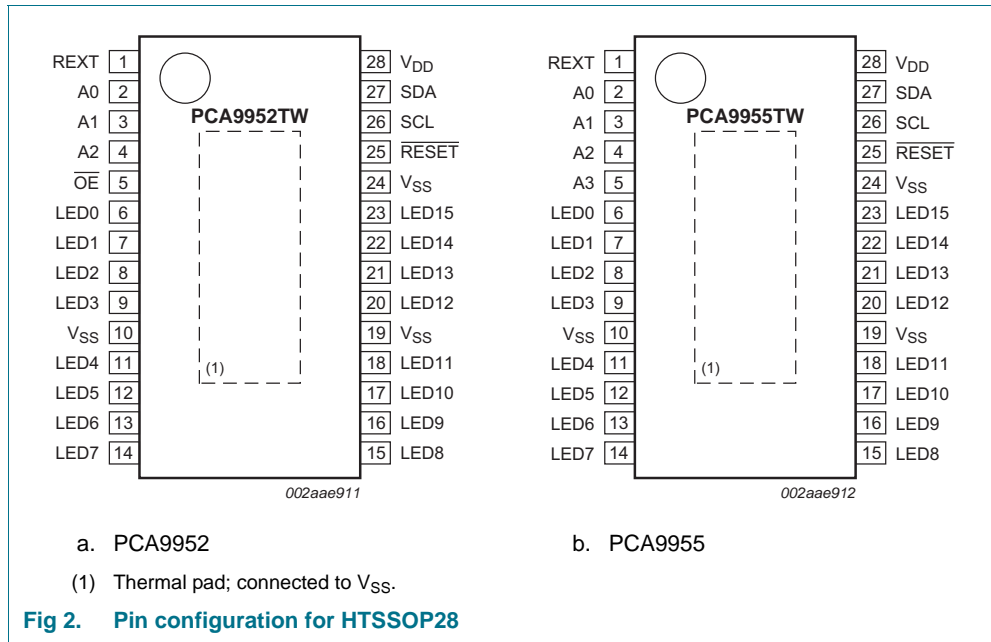 PCA9952TW
REXT 1
A0 2
A1 3
A2 4
O̅E̅ 5
LED0 6
LED1 7
LED2 8
LED3 9
VSS 10
LED4 11
LED5 12
LED6 13
LED7 14
28 VDD
27 SDA
26 SCL
25 R̅E̅S̅E̅T̅
24 VSS
23 LED15
22 LED14
21 LED13
20 LED12
19 VSS
18 LED11
17 LED10
16 LED9
15 LED8
(1)
002aae911
a. PCA9952
PCA9955TW
REXT 1
A0 2
A1 3
A2 4
A3 5
LED0 6
LED1 7
LED2 8
LED3 9
VSS 10
LED4 11
LED5 12
LED6 13
LED7 14
28 VDD
27 SDA
26 SCL
25 R̅E̅S̅E̅T̅
24 VSS
23 LED15
22 LED14
21 LED13
20 LED12
19 VSS
18 LED11
17 LED10
16 LED9
15 LED8
(1)
002aae912
b. PCA9955
(1) Thermal pad; connected to VSS.
Fig 2. Pin configuration for HTSSOP28